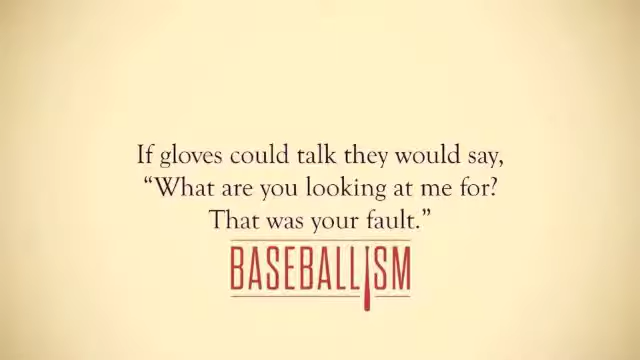 If gloves could talk they would say,
“What are you looking at me for?
That was your fault.”
BASEBALLISM